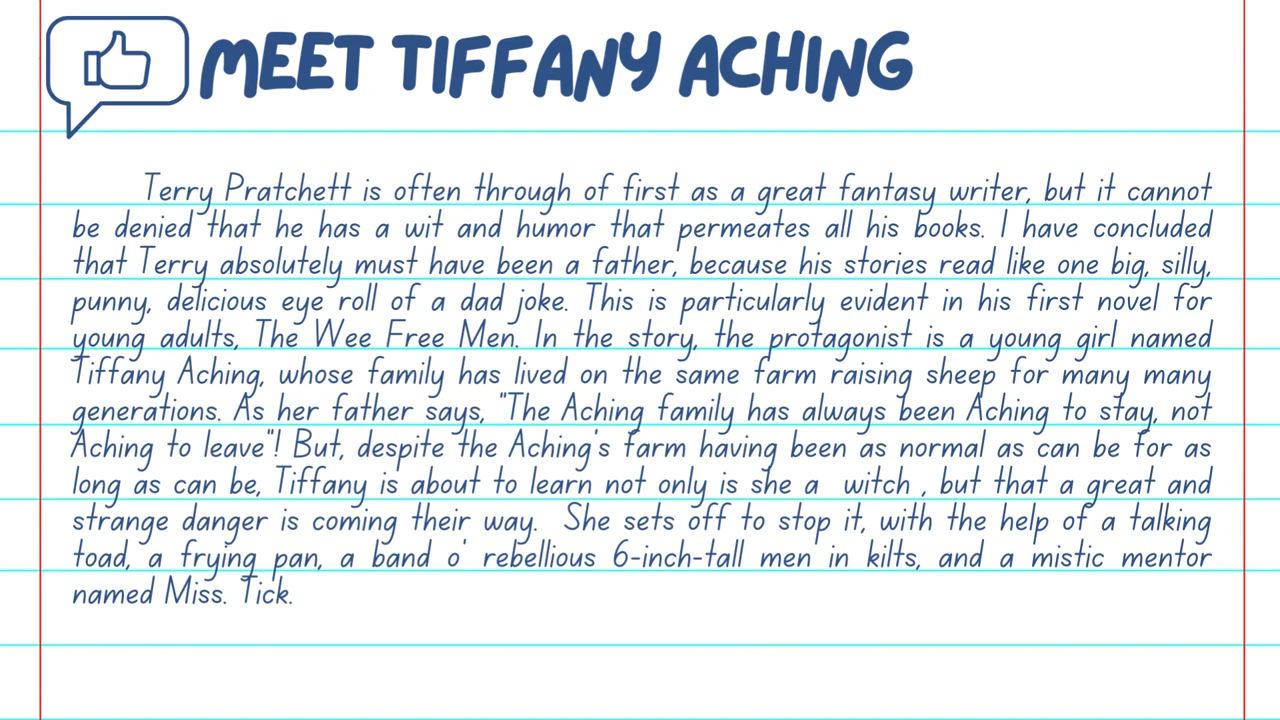 MEET TIFFANY ACHING
Terry Pratchett is often through of first as a great fantasy writer, but it cannot
be denied that he has a wit and humor that permeates all his books. I have concluded
that Terry absolutely must have been a father, because his stories read like one big, silly,
punny, delicious eye roll of a dad joke. This is particularly evident in his first novel for
young adults, The Wee Free Men. In the story, the protagonist is a young girl named
Tiffany Aching, whose family has lived on the same farm raising sheep for many many
generations. As her father says, "The Aching family has always been Aching to stay, not
Aching to leave"! But, despite the Aching's farm having been as normal as can be for as
long as can be, Tiffany is about to learn not only is she a  witch , but that a great and
strange danger is coming their way.  She sets off to stop it, with the help of a talking
toad, a frying pan, a band o' rebellious 6-inch-tall men in kilts, and a mistic mentor
named Miss. Tick.